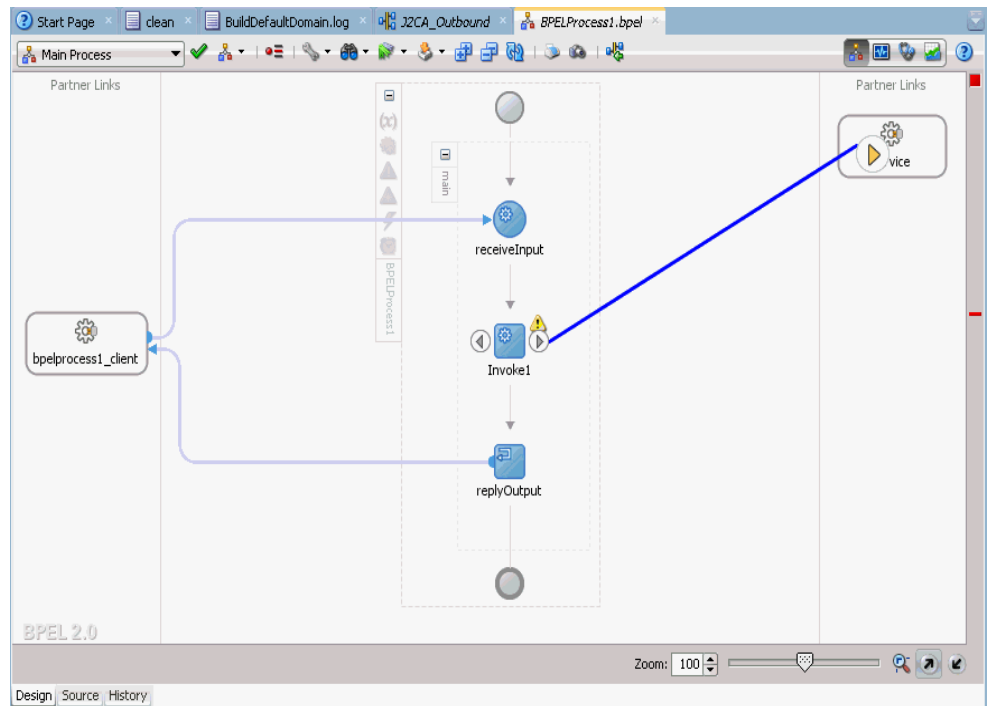 Start Page
clean
BuildDefaultDomain.log
J2CA_Outbound
BPELProcess1.bpel
Main Process
Partner Links
Partner Links
(x)
main
vice
receiveInput
BPELProcess1
bpelprocess1_client
Invoke1
replyOutput
BPEL 2.0
Zoom: 100
Design Source History